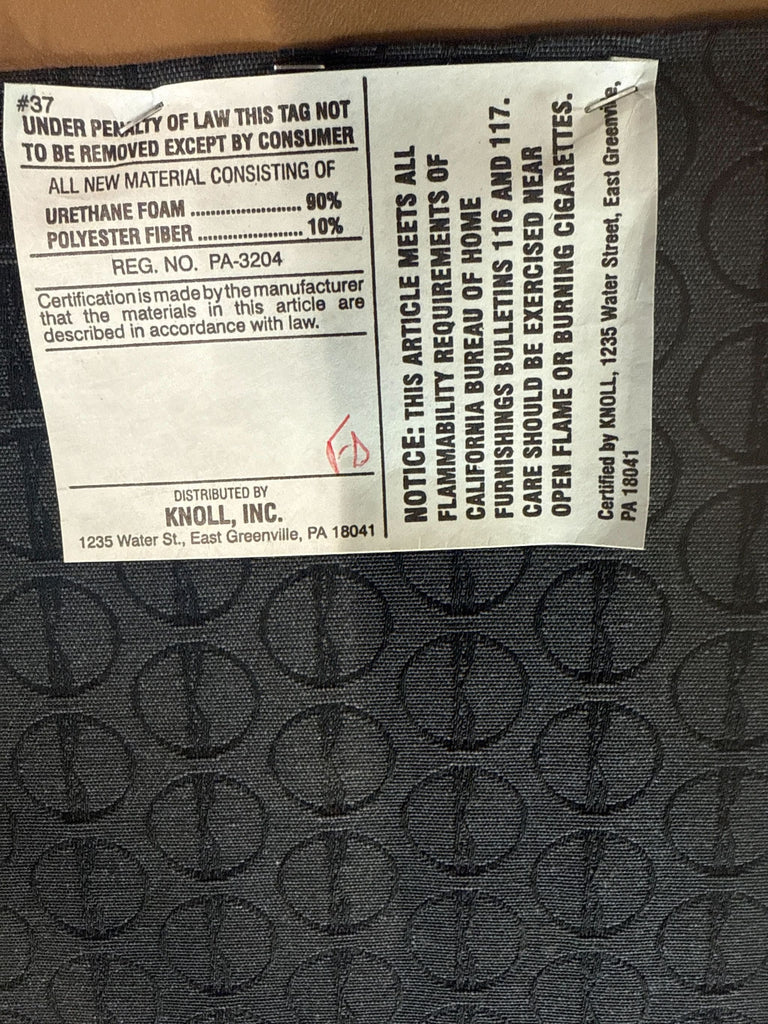 #37
UNDER PENALTY OF LAW THIS TAG NOT
TO BE REMOVED EXCEPT BY CONSUMER
ALL NEW MATERIAL CONSISTING OF
URETHANE FOAM ........................ 90%
POLYESTER FIBER ...................... 10%
REG. NO. PA-3204
Certification is made by the manufacturer
that the materials in this article are
described in accordance with law.
DISTRIBUTED BY
KNOLL, INC.
1235 Water St., East Greenville, PA 18041
NOTICE: THIS ARTICLE MEETS ALL
FLAMMABILITY REQUIREMENTS OF
CALIFORNIA BUREAU OF HOME
FURNISHINGS BULLETINS 116 AND 117.
CARE SHOULD BE EXERCISED NEAR
OPEN FLAME OR BURNING CIGARETTES.
Certified by KNOLL, 1235 Water Street, East Greenville,
PA 18041